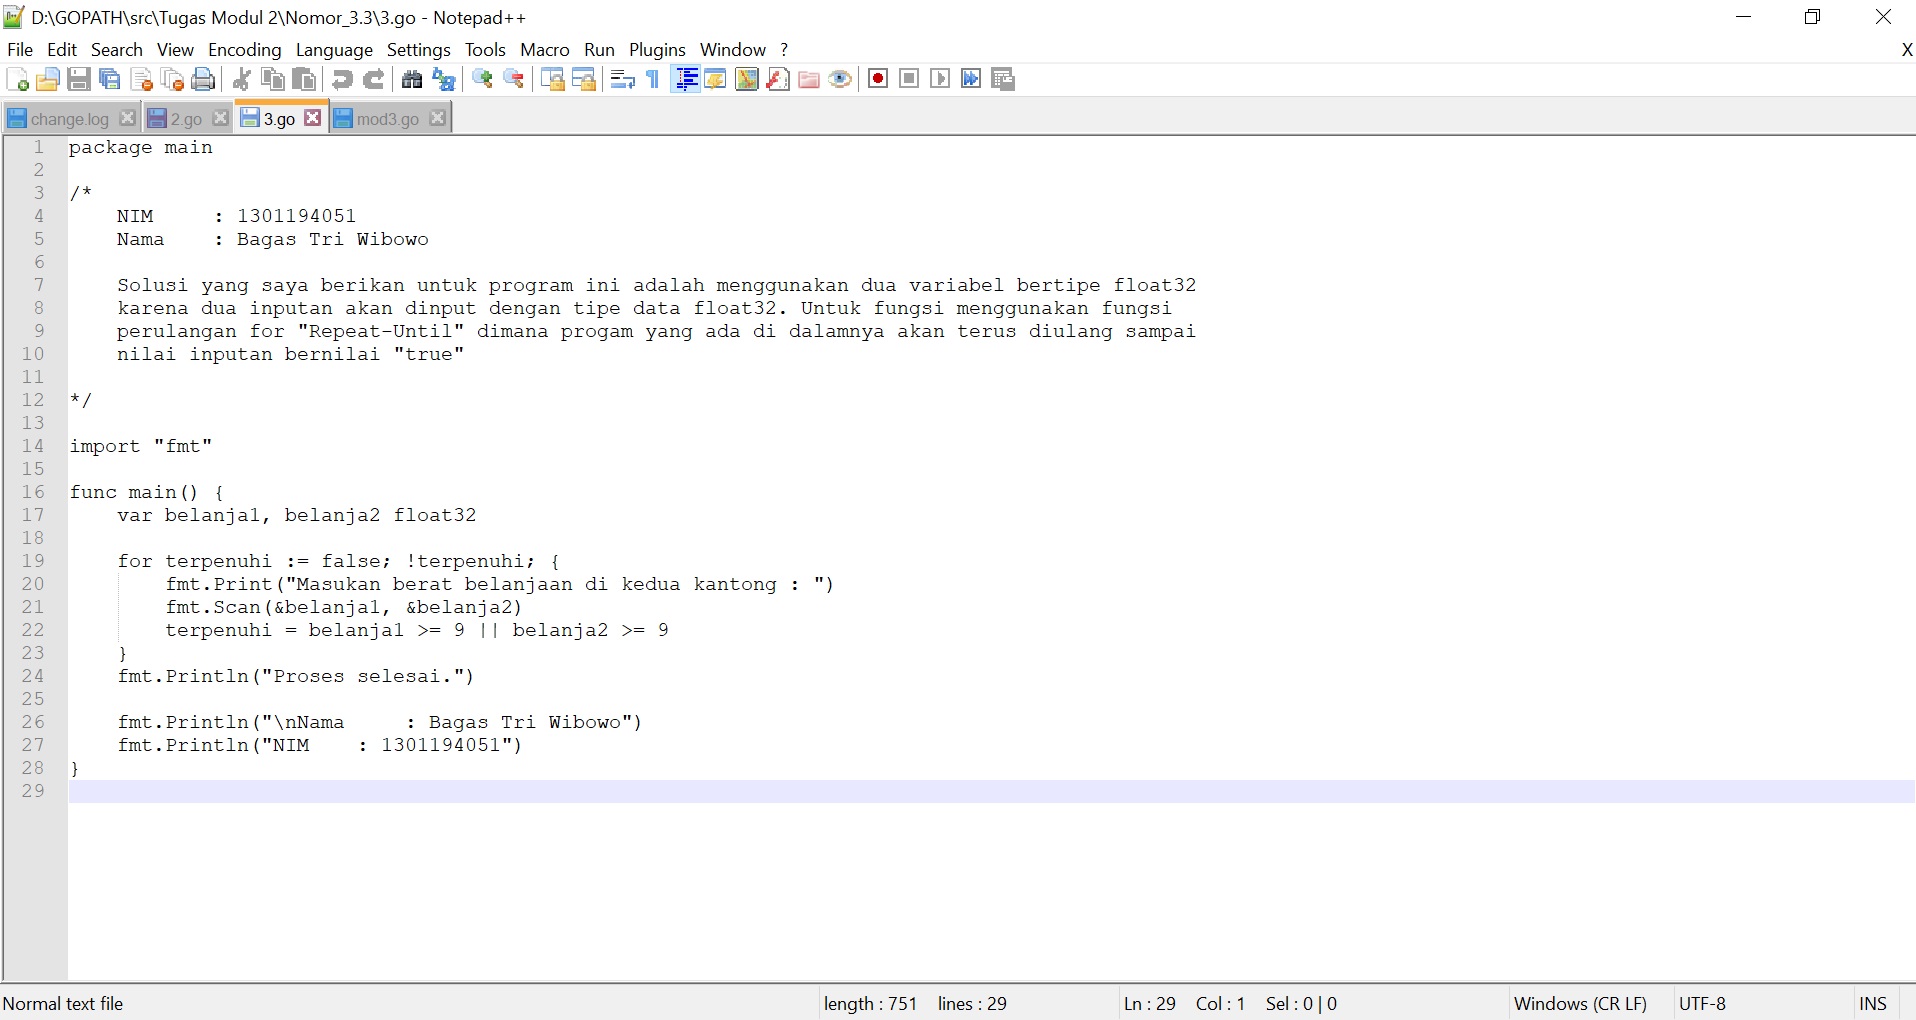 D:\GOPATH\src\Tugas Modul 2\Nomor_3.3\3.go - Notepad++
File Edit Search View Encoding Language Settings Tools Macro Run Plugins Window ? X
change.log 2.go 3.go mod3.go
1 package main
2
3 /*
4 NIM : 1301194051
5 Nama : Bagas Tri Wibowo
6
7 Solusi yang saya berikan untuk program ini adalah menggunakan dua variabel bertipe float32
8 karena dua inputan akan dinput dengan tipe data float32. Untuk fungsi menggunakan fungsi
9 perulangan for "Repeat-Until" dimana progam yang ada di dalamnya akan terus diulang sampai
10 nilai inputan bernilai "true"
11
12 */
13
14 import "fmt"
15
16 func main() {
17 var belanja1, belanja2 float32
18
19 for terpenuhi := false; !terpenuhi; {
20 fmt.Print("Masukan berat belanjaan di kedua kantong : ")
21 fmt.Scan(&belanja1, &belanja2)
22 terpenuhi = belanja1 >= 9 || belanja2 >= 9
23 }
24 fmt.Println("Proses selesai.")
25
26 fmt.Println("\nNama : Bagas Tri Wibowo")
27 fmt.Println("NIM : 1301194051")
28 }
29
Normal text file length : 751 lines : 29 Ln : 29 Col : 1 Sel : 0 | 0 Windows (CR LF) UTF-8 INS